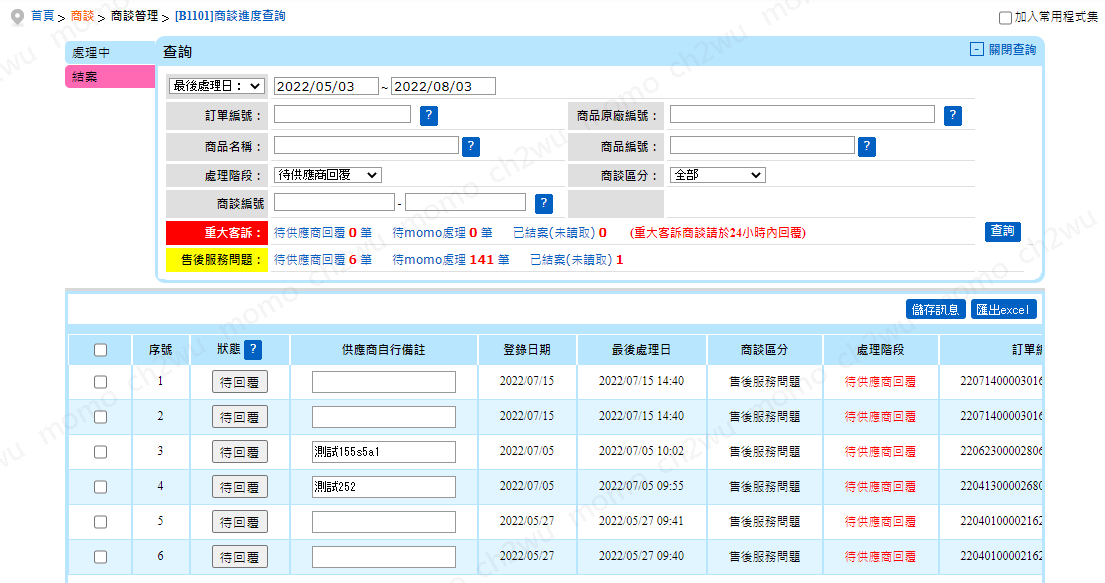 首頁 > 商談 > 商談管理 > [B1101]商談進度查詢 加入常用程式集
處理中
結案
查詢 - 關閉查詢
最後處理日： 2022/05/03 ~ 2022/08/03
訂單編號： ? 商品原廠編號： ?
商品名稱： ? 商品編號： ?
處理階段： 待供應商回覆 商談區分： 全部
商談編號 - ?
重大客訴： 待供應商回覆 0 筆 待momo處理 0 筆 已結案(未讀取) 0 (重大客訴商談請於24小時內回覆) 查詢
售後服務問題： 待供應商回覆 6 筆 待momo處理 141 筆 已結案(未讀取) 1
儲存訊息 匯出excel
序號 狀態 ? 供應商自行備註 登錄日期 最後處理日 商談區分 處理階段 訂單
1 待回覆 2022/07/15 2022/07/15 14:40 售後服務問題 待供應商回覆 2207140000301
2 待回覆 2022/07/15 2022/07/15 14:40 售後服務問題 待供應商回覆 2207140000301
3 待回覆 測試155s5a1 2022/07/05 2022/07/05 10:02 售後服務問題 待供應商回覆 2206230000280
4 待回覆 測試252 2022/07/05 2022/07/05 09:55 售後服務問題 待供應商回覆 2204130000268
5 待回覆 2022/05/27 2022/05/27 09:41 售後服務問題 待供應商回覆 2204010000216
6 待回覆 2022/05/27 2022/05/27 09:40 售後服務問題 待供應商回覆 2204010000216
momo ch2wu